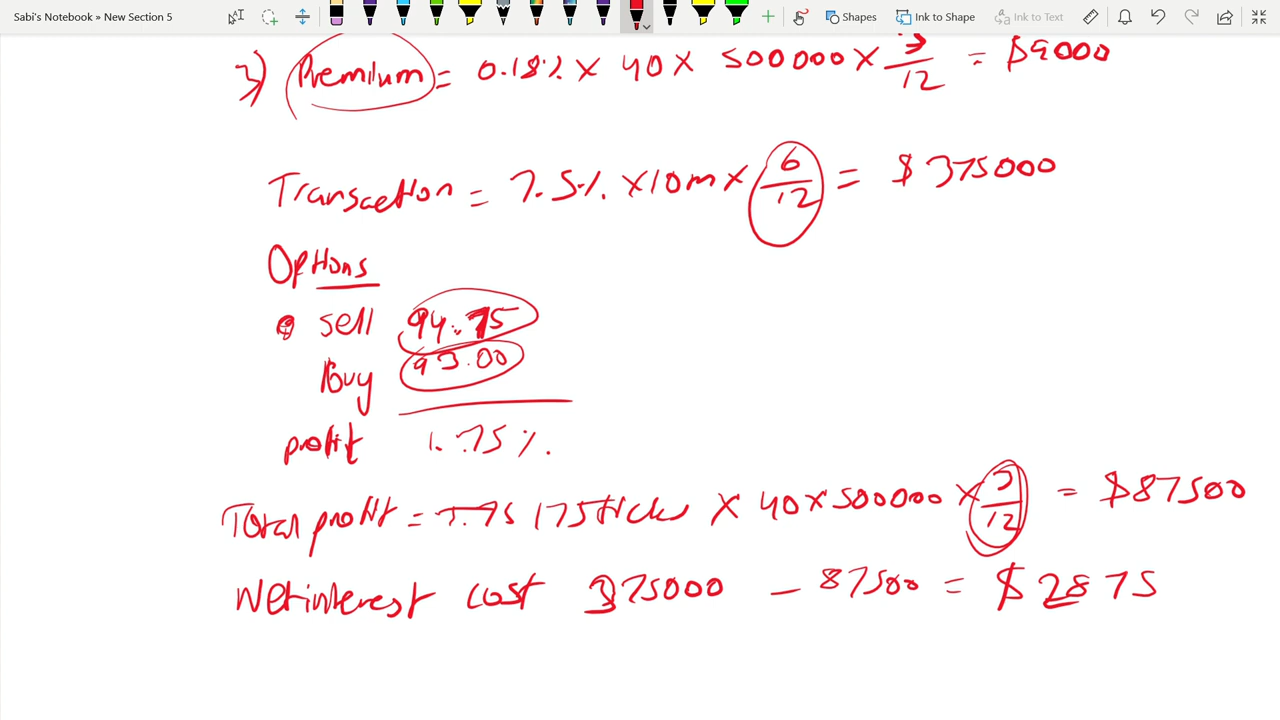 Sabi's Notebook » New Section 5
Shapes
Ink to Shape
Ink to Text
3) Premium = 0.18% × 40 × 500000 × 3/12 = $9000
Transaction = 7.5% × 10m × 6/12 = $375000
Options
sell 94.75
Buy 93.00
profit 1.75%.
Total profit = 1.75 175 ticks × 40 × 500000 × 3/12 = $87500
Net interest cost 375000 - 87500 = $2875